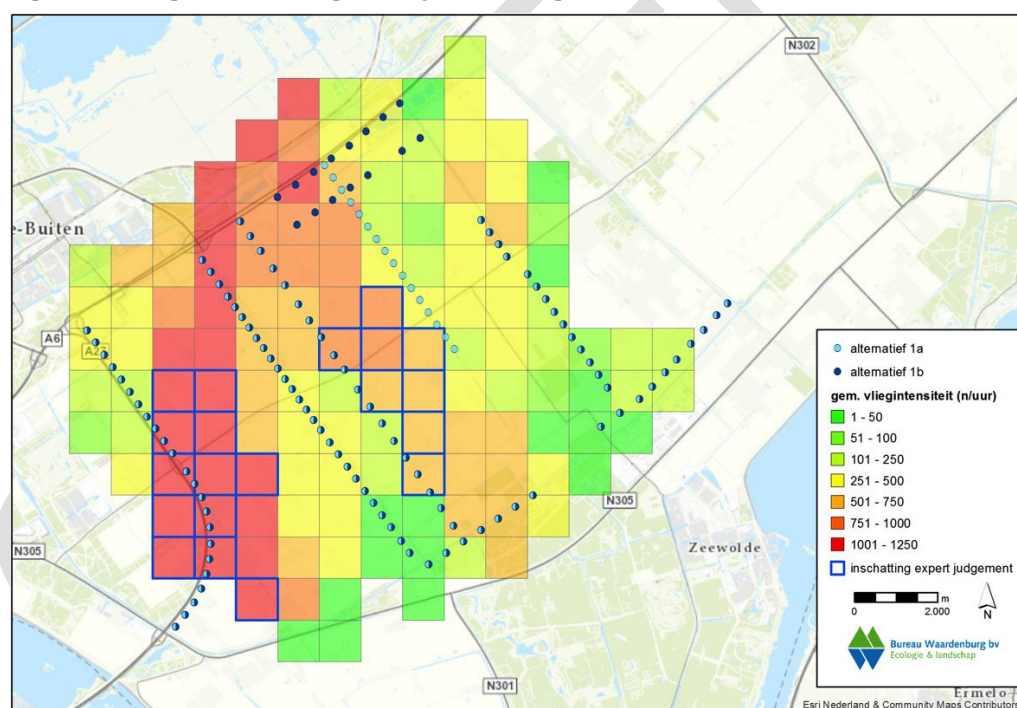 N302
e-Buiten
A6
A27
N305
N305
Zeewolde
N301
Ermelo
alternatief 1a
alternatief 1b
gem. vliegintensiteit (n/uur)
1 - 50
51 - 100
101 - 250
251 - 500
501 - 750
751 - 1000
1001 - 1250
inschatting expert judgement
m
0 2.000
N
Bureau Waardenburg bv
Ecologie & landschap
Esri Nederland & Community Maps Contributors